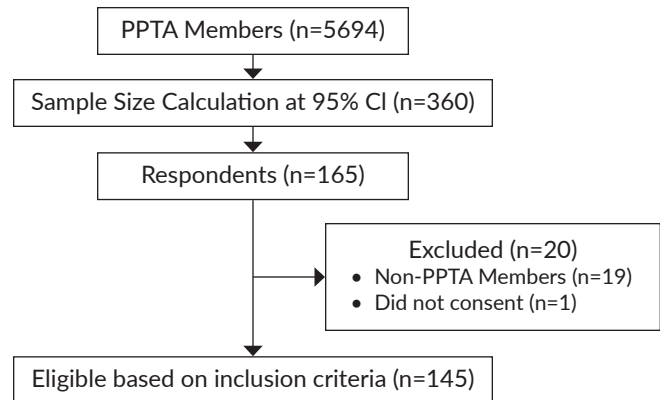 PPTA Members (n=5694)
Sample Size Calculation at 95% CI (n=360)
Respondents (n=165)
Excluded (n=20)
• Non-PPTA Members (n=19)
• Did not consent (n=1)
Eligible based on inclusion criteria (n=145)